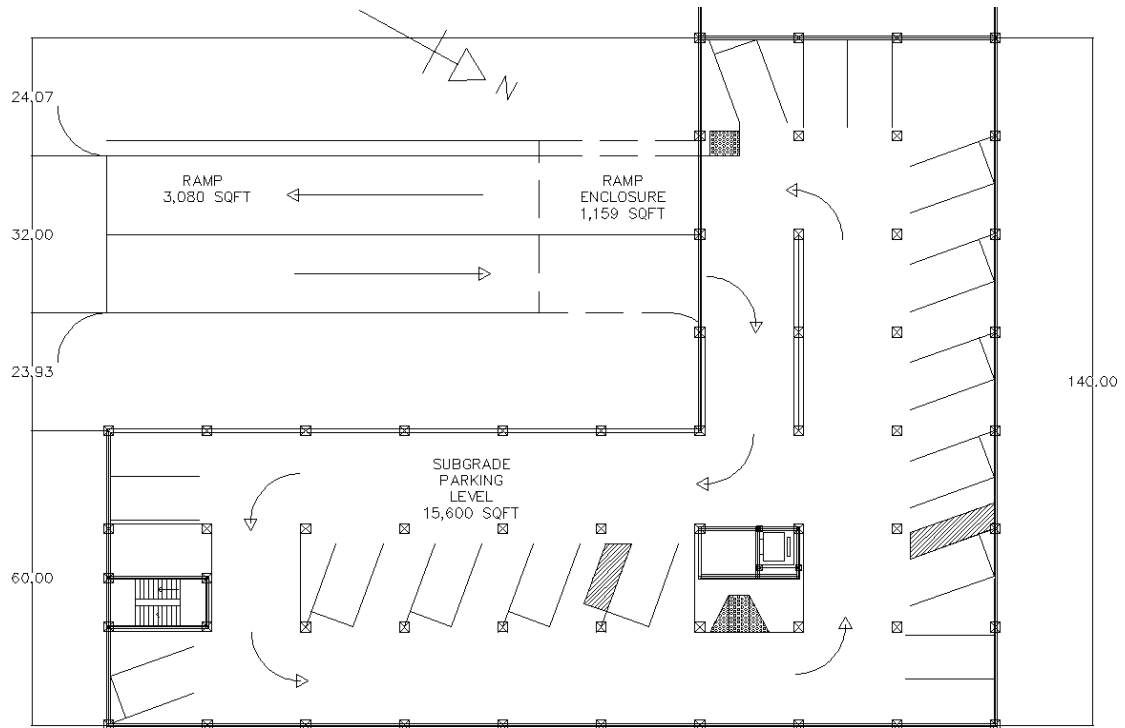 24.07
N
RAMP
3,080 SQFT
RAMP
ENCLOSURE
1,159 SQFT
32.00
23.93
140.00
SUBGRADE
PARKING
LEVEL
15,600 SQFT
60.00